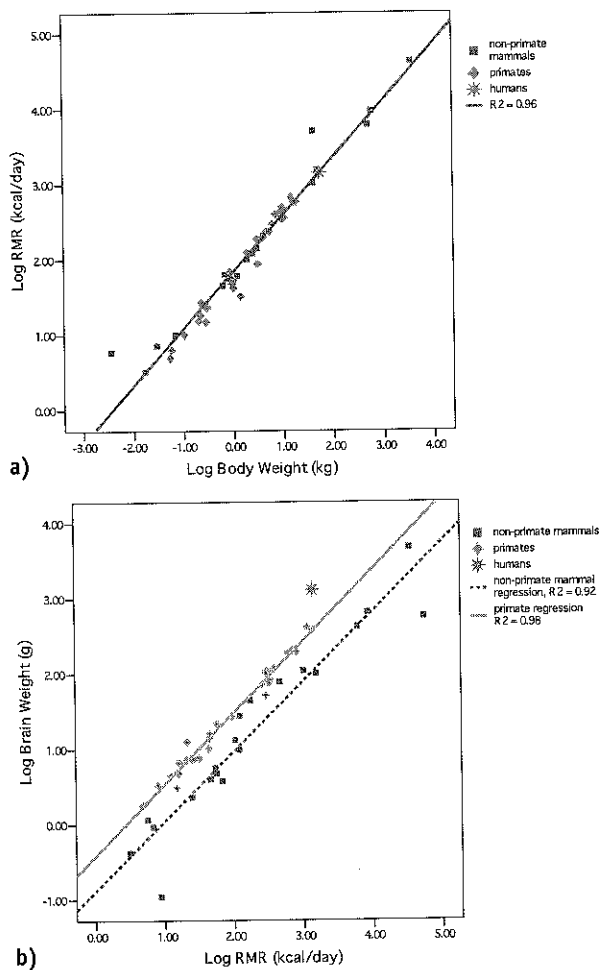 5.00
4.00
3.00
2.00
1.00
0.00
Log RMR (kcal/day)
-3.00 -2.00 -1.00 0.00 1.00 2.00 3.00 4.00
Log Body Weight (kg)
non-primate
mammals
primates
humans
R2 = 0.96
a)
4.00
3.00
2.00
1.00
0.00
-1.00
Log Brain Weight (g)
0.00 1.00 2.00 3.00 4.00 5.00
Log RMR (kcal/day)
non-primate mammals
primates
humans
non-primate mammal
regression, R2 = 0.92
primate regression
R2 = 0.98
b)